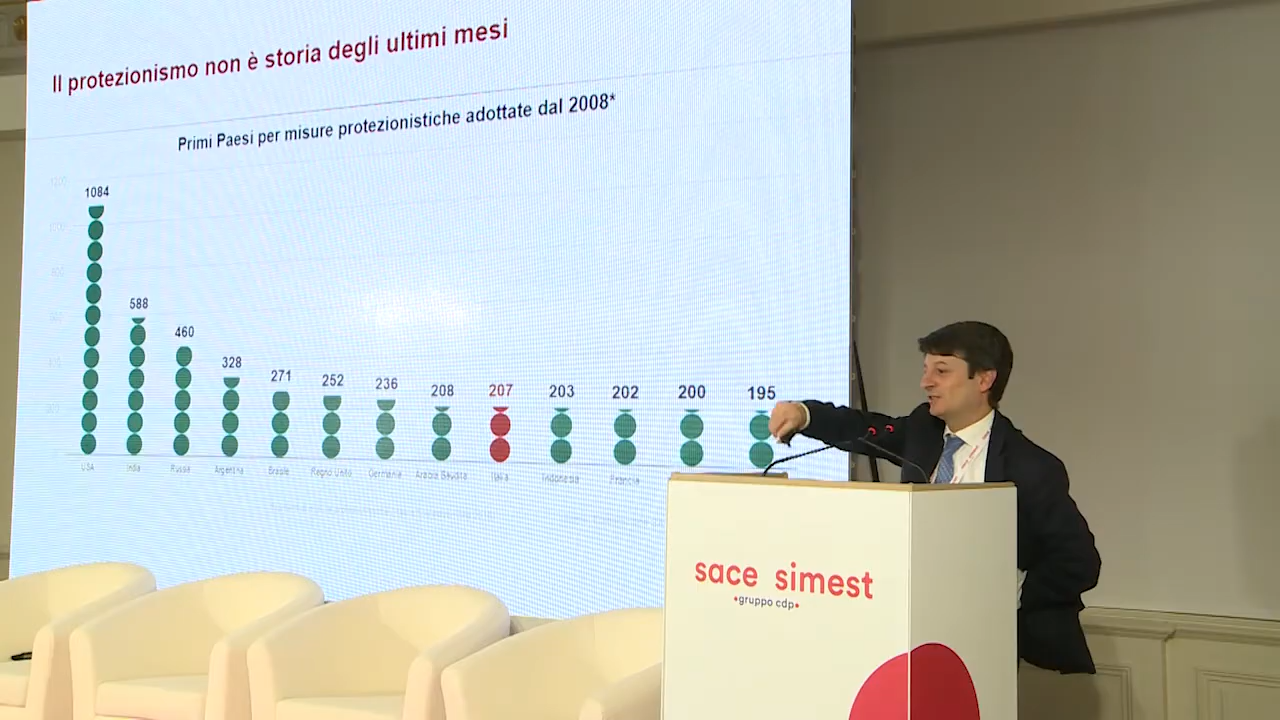 Il protezionismo non è storia degli ultimi mesi
Primi Paesi per misure protezionistiche adottate dal 2008*
1200
1084
588
460
328
271
252
236
208
207
203
202
200
195
USA
India
Russia
Argentina
Brasile
Regno Unito
Germania
Arabia Saudita
Italia
Indonesia
Francia
sace simest
gruppo cdp